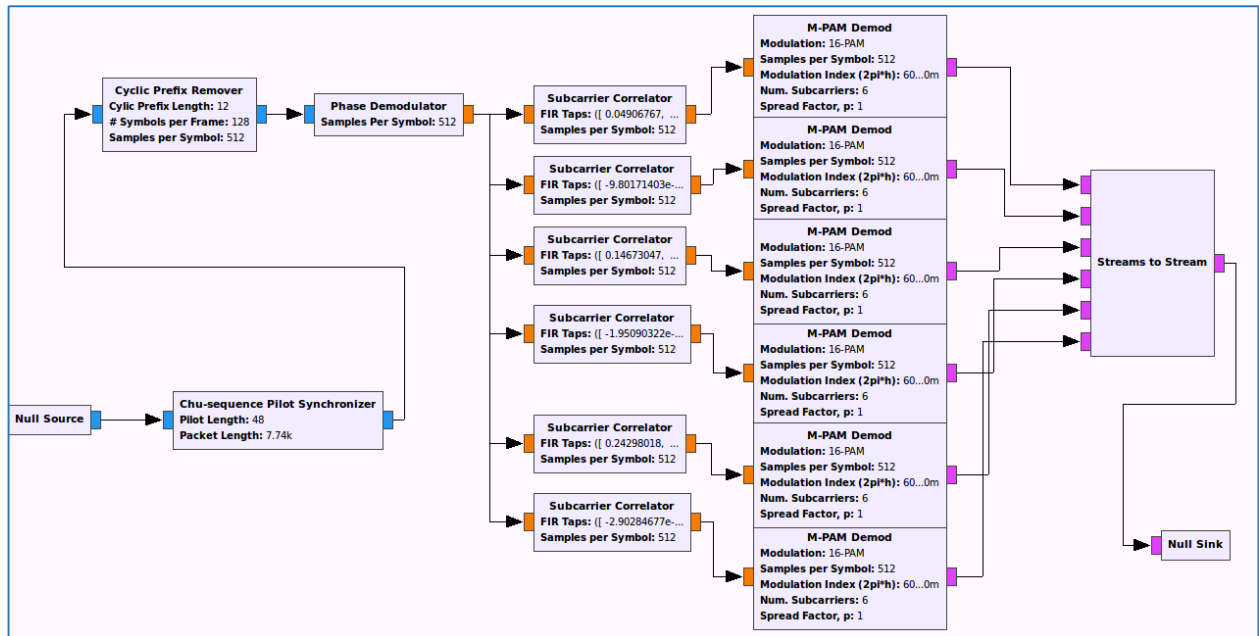 Null Source
Chu-sequence Pilot Synchronizer
Pilot Length: 48
Packet Length: 7.74k
Cyclic Prefix Remover
Cylic Prefix Length: 12
# Symbols per Frame: 128
Samples per Symbol: 512
Phase Demodulator
Samples Per Symbol: 512
Subcarrier Correlator
FIR Taps: ([ 0.04906767, ...
Samples per Symbol: 512
Subcarrier Correlator
FIR Taps: ([ -9.80171403e-...
Samples per Symbol: 512
Subcarrier Correlator
FIR Taps: ([ 0.14673047, ...
Samples per Symbol: 512
Subcarrier Correlator
FIR Taps: ([ -1.95090322e-...
Samples per Symbol: 512
Subcarrier Correlator
FIR Taps: ([ 0.24298018, ...
Samples per Symbol: 512
Subcarrier Correlator
FIR Taps: ([ -2.90284677e-...
Samples per Symbol: 512
M-PAM Demod
Modulation: 16-PAM
Samples per Symbol: 512
Modulation Index (2pi*h): 60...0m
Num. Subcarriers: 6
Spread Factor, p: 1
M-PAM Demod
Modulation: 16-PAM
Samples per Symbol: 512
Modulation Index (2pi*h): 60...0m
Num. Subcarriers: 6
Spread Factor, p: 1
M-PAM Demod
Modulation: 16-PAM
Samples per Symbol: 512
Modulation Index (2pi*h): 60...0m
Num. Subcarriers: 6
Spread Factor, p: 1
M-PAM Demod
Modulation: 16-PAM
Samples per Symbol: 512
Modulation Index (2pi*h): 60...0m
Num. Subcarriers: 6
Spread Factor, p: 1
M-PAM Demod
Modulation: 16-PAM
Samples per Symbol: 512
Modulation Index (2pi*h): 60...0m
Num. Subcarriers: 6
Spread Factor, p: 1
M-PAM Demod
Modulation: 16-PAM
Samples per Symbol: 512
Modulation Index (2pi*h): 60...0m
Num. Subcarriers: 6
Spread Factor, p: 1
Streams to Stream
Null Sink